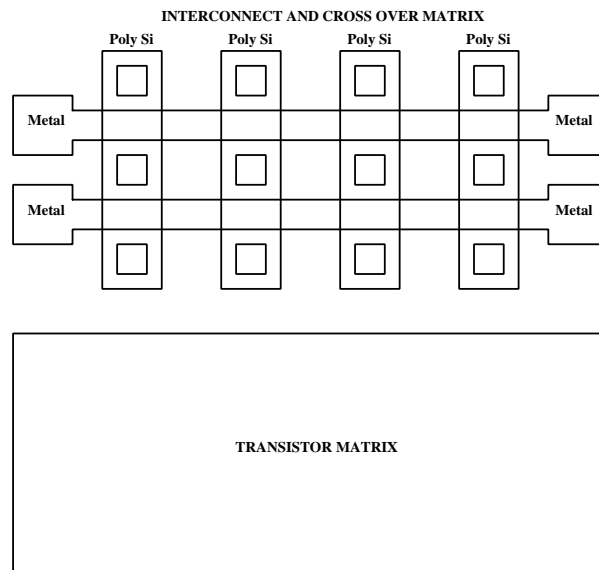 INTERCONNECT AND CROSS OVER MATRIX
Poly Si Poly Si Poly Si Poly Si
Metal Metal
Metal Metal
TRANSISTOR MATRIX